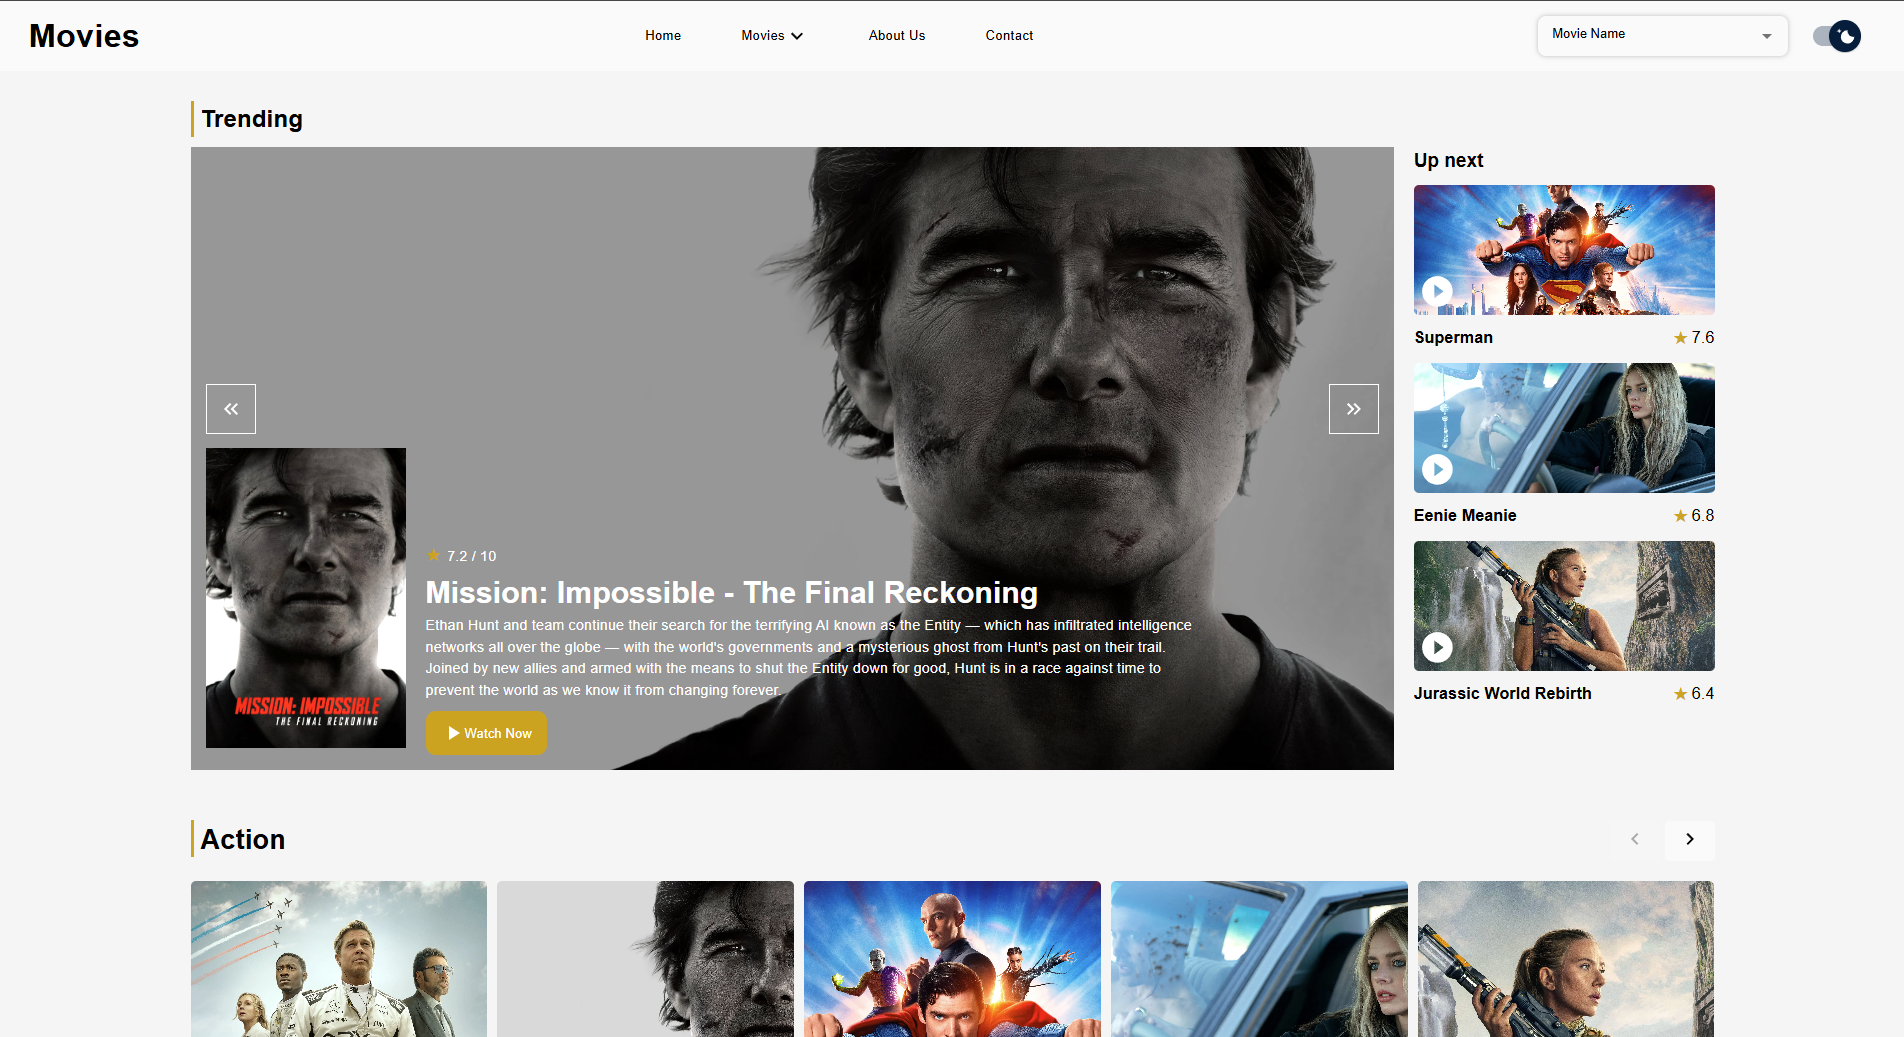 Movies
Home
Movies
About Us
Contact
Movie Name
Trending
Up next
Superman
7.6
Eenie Meanie
6.8
Jurassic World Rebirth
6.4
MISSION: IMPOSSIBLE
THE FINAL RECKONING
7.2 / 10
Mission: Impossible - The Final Reckoning
Ethan Hunt and team continue their search for the terrifying AI known as the Entity — which has infiltrated intelligence
networks all over the globe — with the world's governments and a mysterious ghost from Hunt's past on their trail.
Joined by new allies and armed with the means to shut the Entity down for good, Hunt is in a race against time to
prevent the world as we know it from changing forever.
Watch Now
Action